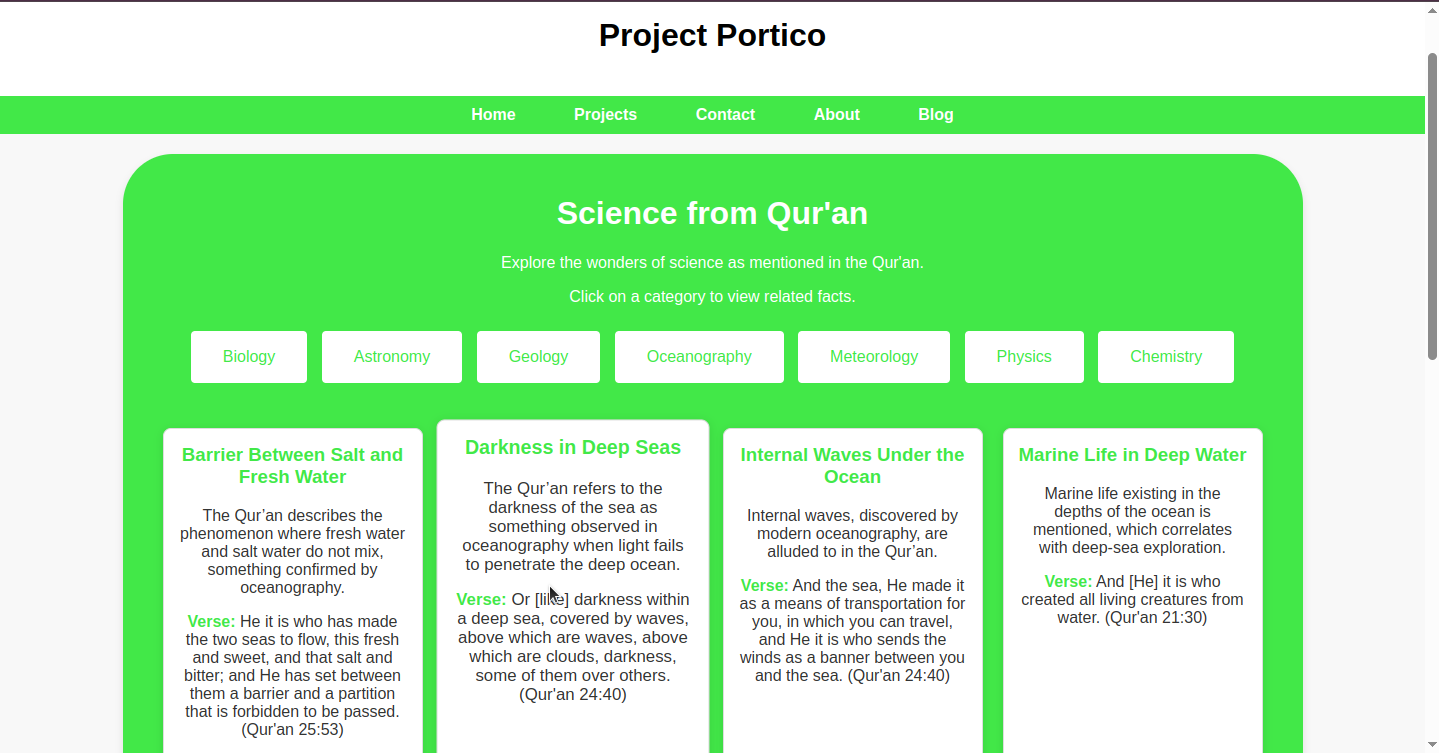 Project Portico
Home Projects Contact About Blog
Science from Qur'an
Explore the wonders of science as mentioned in the Qur'an.
Click on a category to view related facts.
Biology Astronomy Geology Oceanography Meteorology Physics Chemistry
Barrier Between Salt and
Fresh Water
The Qur’an describes the
phenomenon where fresh water
and salt water do not mix,
something confirmed by
oceanography.
Verse: He it is who has made
the two seas to flow, this fresh
and sweet, and that salt and
bitter; and He has set between
them a barrier and a partition
that is forbidden to be passed.
(Qur'an 25:53)
Darkness in Deep Seas
The Qur’an refers to the
darkness of the sea as
something observed in
oceanography when light fails
to penetrate the deep ocean.
Verse: Or [like] darkness within
a deep sea, covered by waves,
above which are waves, above
which are clouds, darkness,
some of them over others.
(Qur'an 24:40)
Internal Waves Under the
Ocean
Internal waves, discovered by
modern oceanography, are
alluded to in the Qur’an.
Verse: And the sea, He made it
as a means of transportation for
you, in which you can travel,
and He it is who sends the
winds as a banner between you
and the sea. (Qur'an 24:40)
Marine Life in Deep Water
Marine life existing in the
depths of the ocean is
mentioned, which correlates
with deep-sea exploration.
Verse: And [He] it is who
created all living creatures from
water. (Qur'an 21:30)